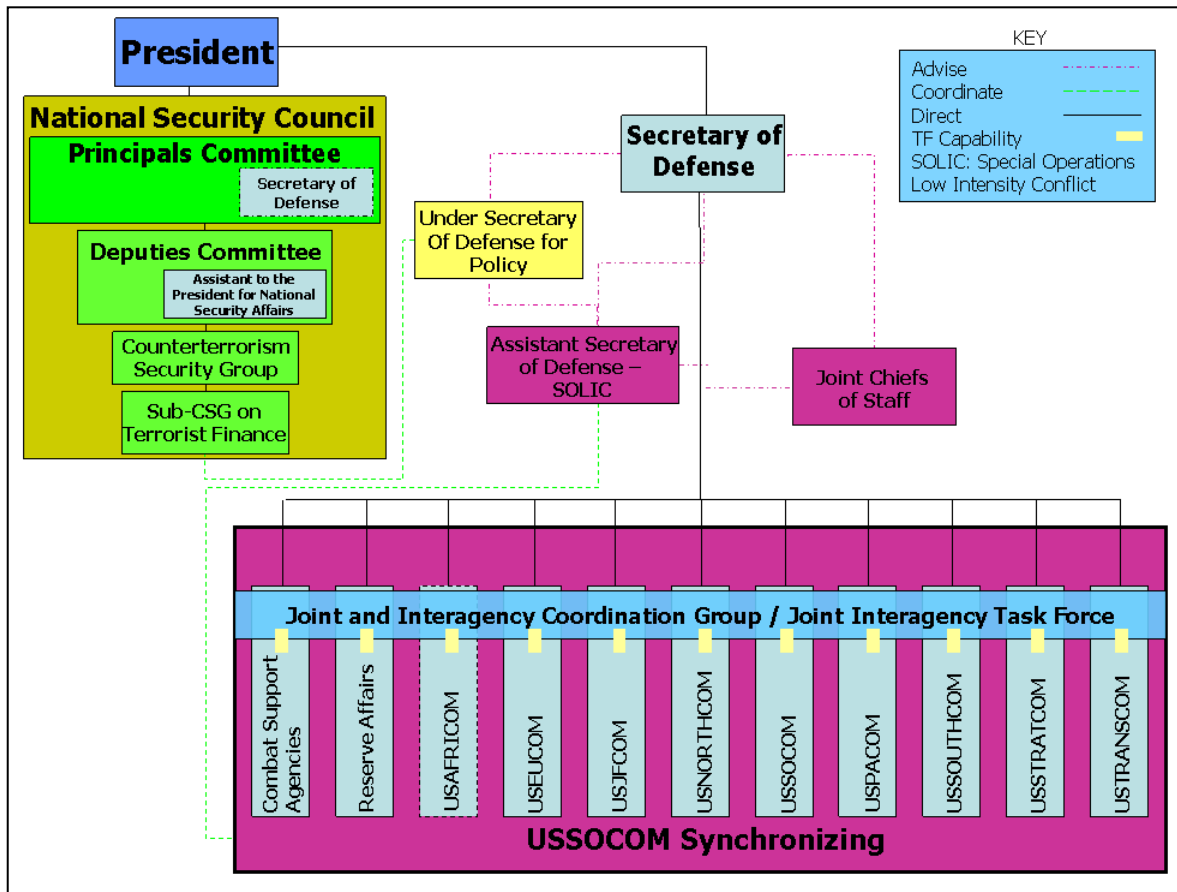 President
National Security Council
Principals Committee
Secretary of
Defense
Deputies Committee
Assistant to the
President for National
Security Affairs
Counterterrorism
Security Group
Sub-CSG on
Terrorist Finance
Secretary of
Defense
Under Secretary
Of Defense for
Policy
Assistant Secretary
of Defense –
SOLIC
Joint Chiefs
of Staff
KEY
Advise
Coordinate
Direct
TF Capability
SOLIC: Special Operations
Low Intensity Conflict
Joint and Interagency Coordination Group / Joint Interagency Task Force
Combat Support
Agencies
Reserve Affairs
USAFRICOM
USEUCOM
USJFCOM
USNORTHCOM
USSOCOM
USPACOM
USSOUTHCOM
USSTRATCOM
USTRANSCOM
USSOCOM Synchronizing